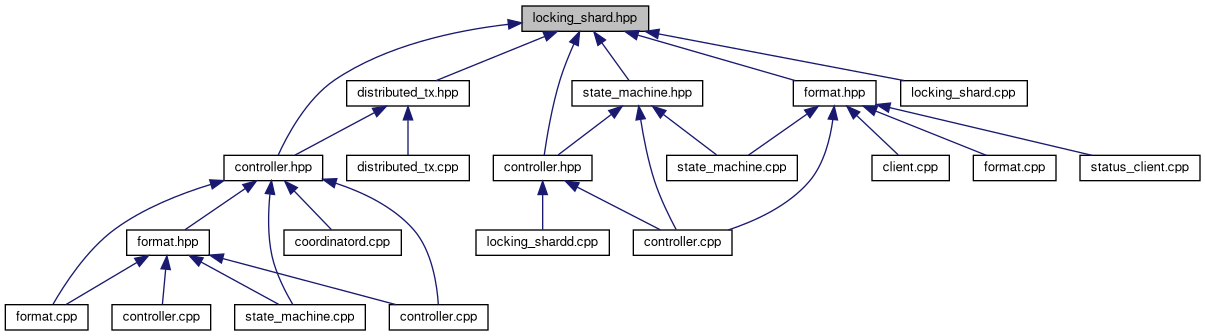 locking_shard.hpp
distributed_tx.hpp
state_machine.hpp
format.hpp
locking_shard.cpp
controller.hpp
distributed_tx.cpp
controller.hpp
state_machine.cpp
client.cpp
format.cpp
status_client.cpp
format.hpp
coordinatord.cpp
locking_shardd.cpp
controller.cpp
format.cpp
controller.cpp
state_machine.cpp
controller.cpp